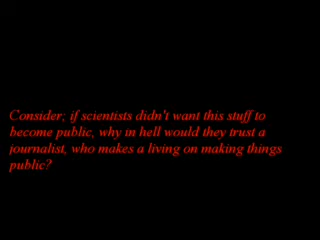 Consider; if scientists didn't want this stuff to
become public, why in hell would they trust a
journalist, who makes a living on making things
public?